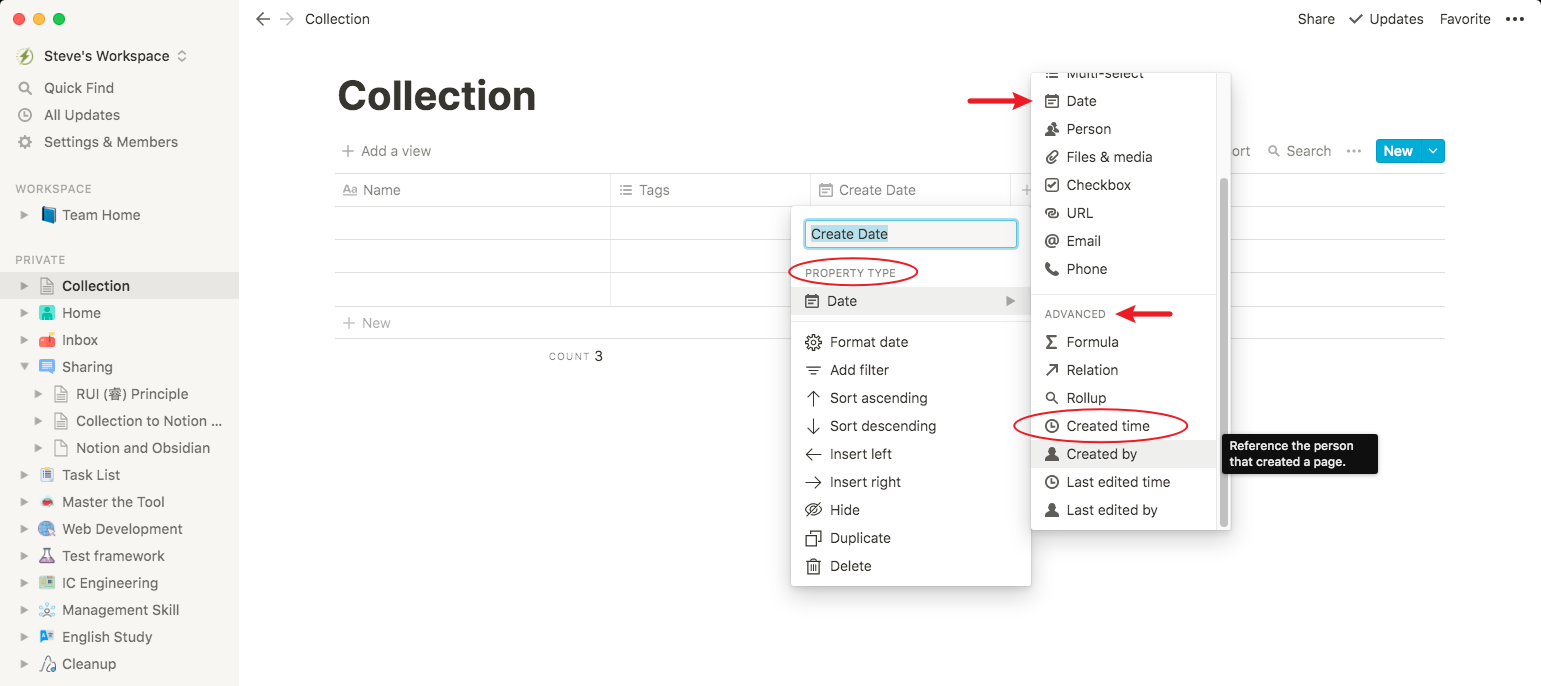 Collection
Share
Updates
Favorite
Steve's Workspace
Quick Find
All Updates
Settings & Members
WORKSPACE
Team Home
PRIVATE
Collection
Home
Inbox
Sharing
RUI (睿) Principle
Collection to Notion ...
Notion and Obsidian
Task List
Master the Tool
Web Development
Test framework
IC Engineering
Management Skill
English Study
Cleanup
Collection
Add a view
ort
Search
New
Aa Name
Tags
Create Date
New
COUNT 3
Create Date
PROPERTY TYPE
Date
Format date
Add filter
Sort ascending
Sort descending
Insert left
Insert right
Hide
Duplicate
Delete
Multi-select
Date
Person
Files & media
Checkbox
URL
Email
Phone
ADVANCED
Formula
Relation
Rollup
Created time
Created by
Last edited time
Last edited by
Reference the person
that created a page.